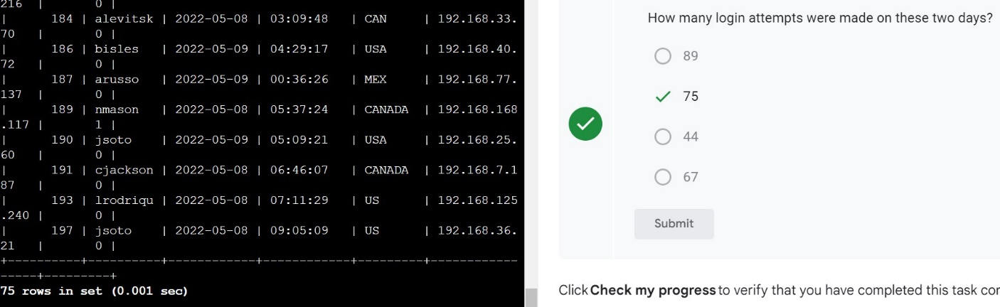 216 | 0 |
| 184 | alevitsk | 2022-05-08 | 03:09:48 | CAN | 192.168.33.
70 | 0 |
| 186 | bisles | 2022-05-09 | 04:29:17 | USA | 192.168.40.
72 | 0 |
| 187 | arusso | 2022-05-09 | 00:36:26 | MEX | 192.168.77.
137 | 0 |
| 189 | nmason | 2022-05-08 | 05:37:24 | CANADA | 192.168.168
.117 | 1 |
| 190 | jsoto | 2022-05-09 | 05:09:21 | USA | 192.168.25.
60 | 0 |
| 191 | cjackson | 2022-05-08 | 06:46:07 | CANADA | 192.168.7.1
87 | 0 |
| 193 | lrodriqu | 2022-05-08 | 07:11:29 | US | 192.168.125
.240 | 0 |
| 197 | jsoto | 2022-05-08 | 09:05:09 | US | 192.168.36.
21 | 0 |
+---------+----------+------------+------------+---------+------------
-----+---------+
75 rows in set (0.001 sec)
How many login attempts were made on these two days?
89
75
44
67
Submit
Click Check my progress to verify that you have completed this task cor